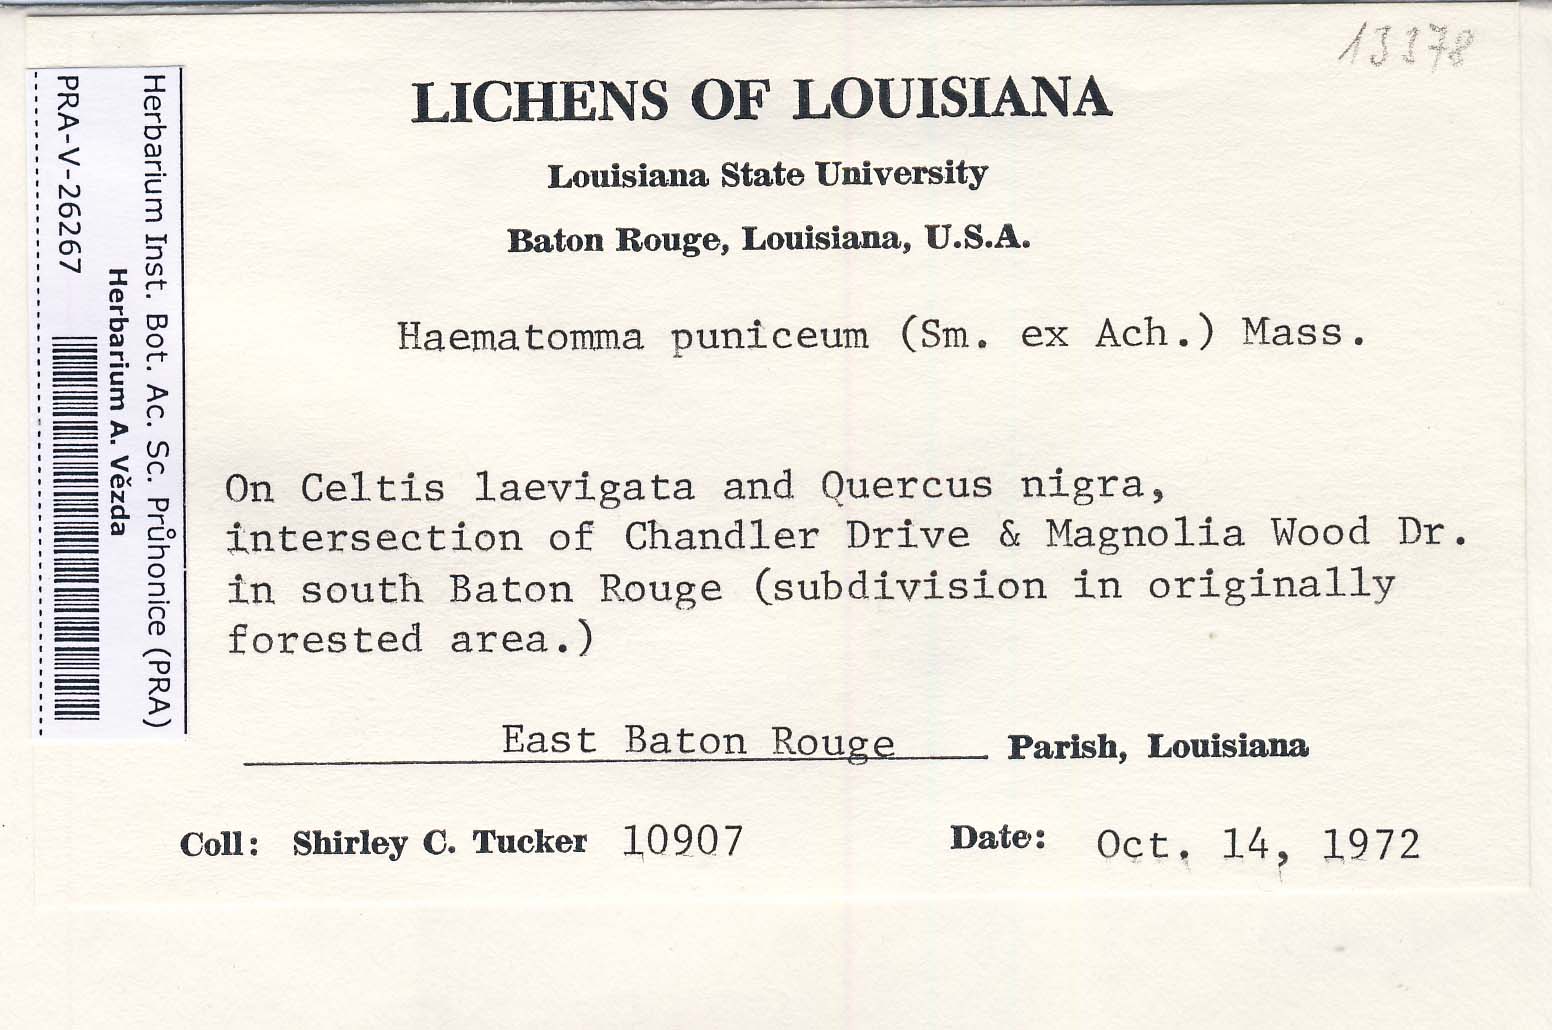 13378
LICHENS OF LOUISIANA
Louisiana State University
Baton Rouge, Louisiana, U.S.A.
Haematomma puniceum (Sm. ex Ach.) Mass.
On Celtis laevigata and Quercus nigra,
intersection of Chandler Drive & Magnolia Wood Dr.
in south Baton Rouge (subdivision in originally
forested area.)
East Baton Rouge Parish, Louisiana
Coll: Shirley C. Tucker 10907 Date: Oct. 14, 1972
Herbarium Inst. Bot. Ac. Sc. Průhonice (PRA)
Herbarium A. Vězda
PRA-V-26267